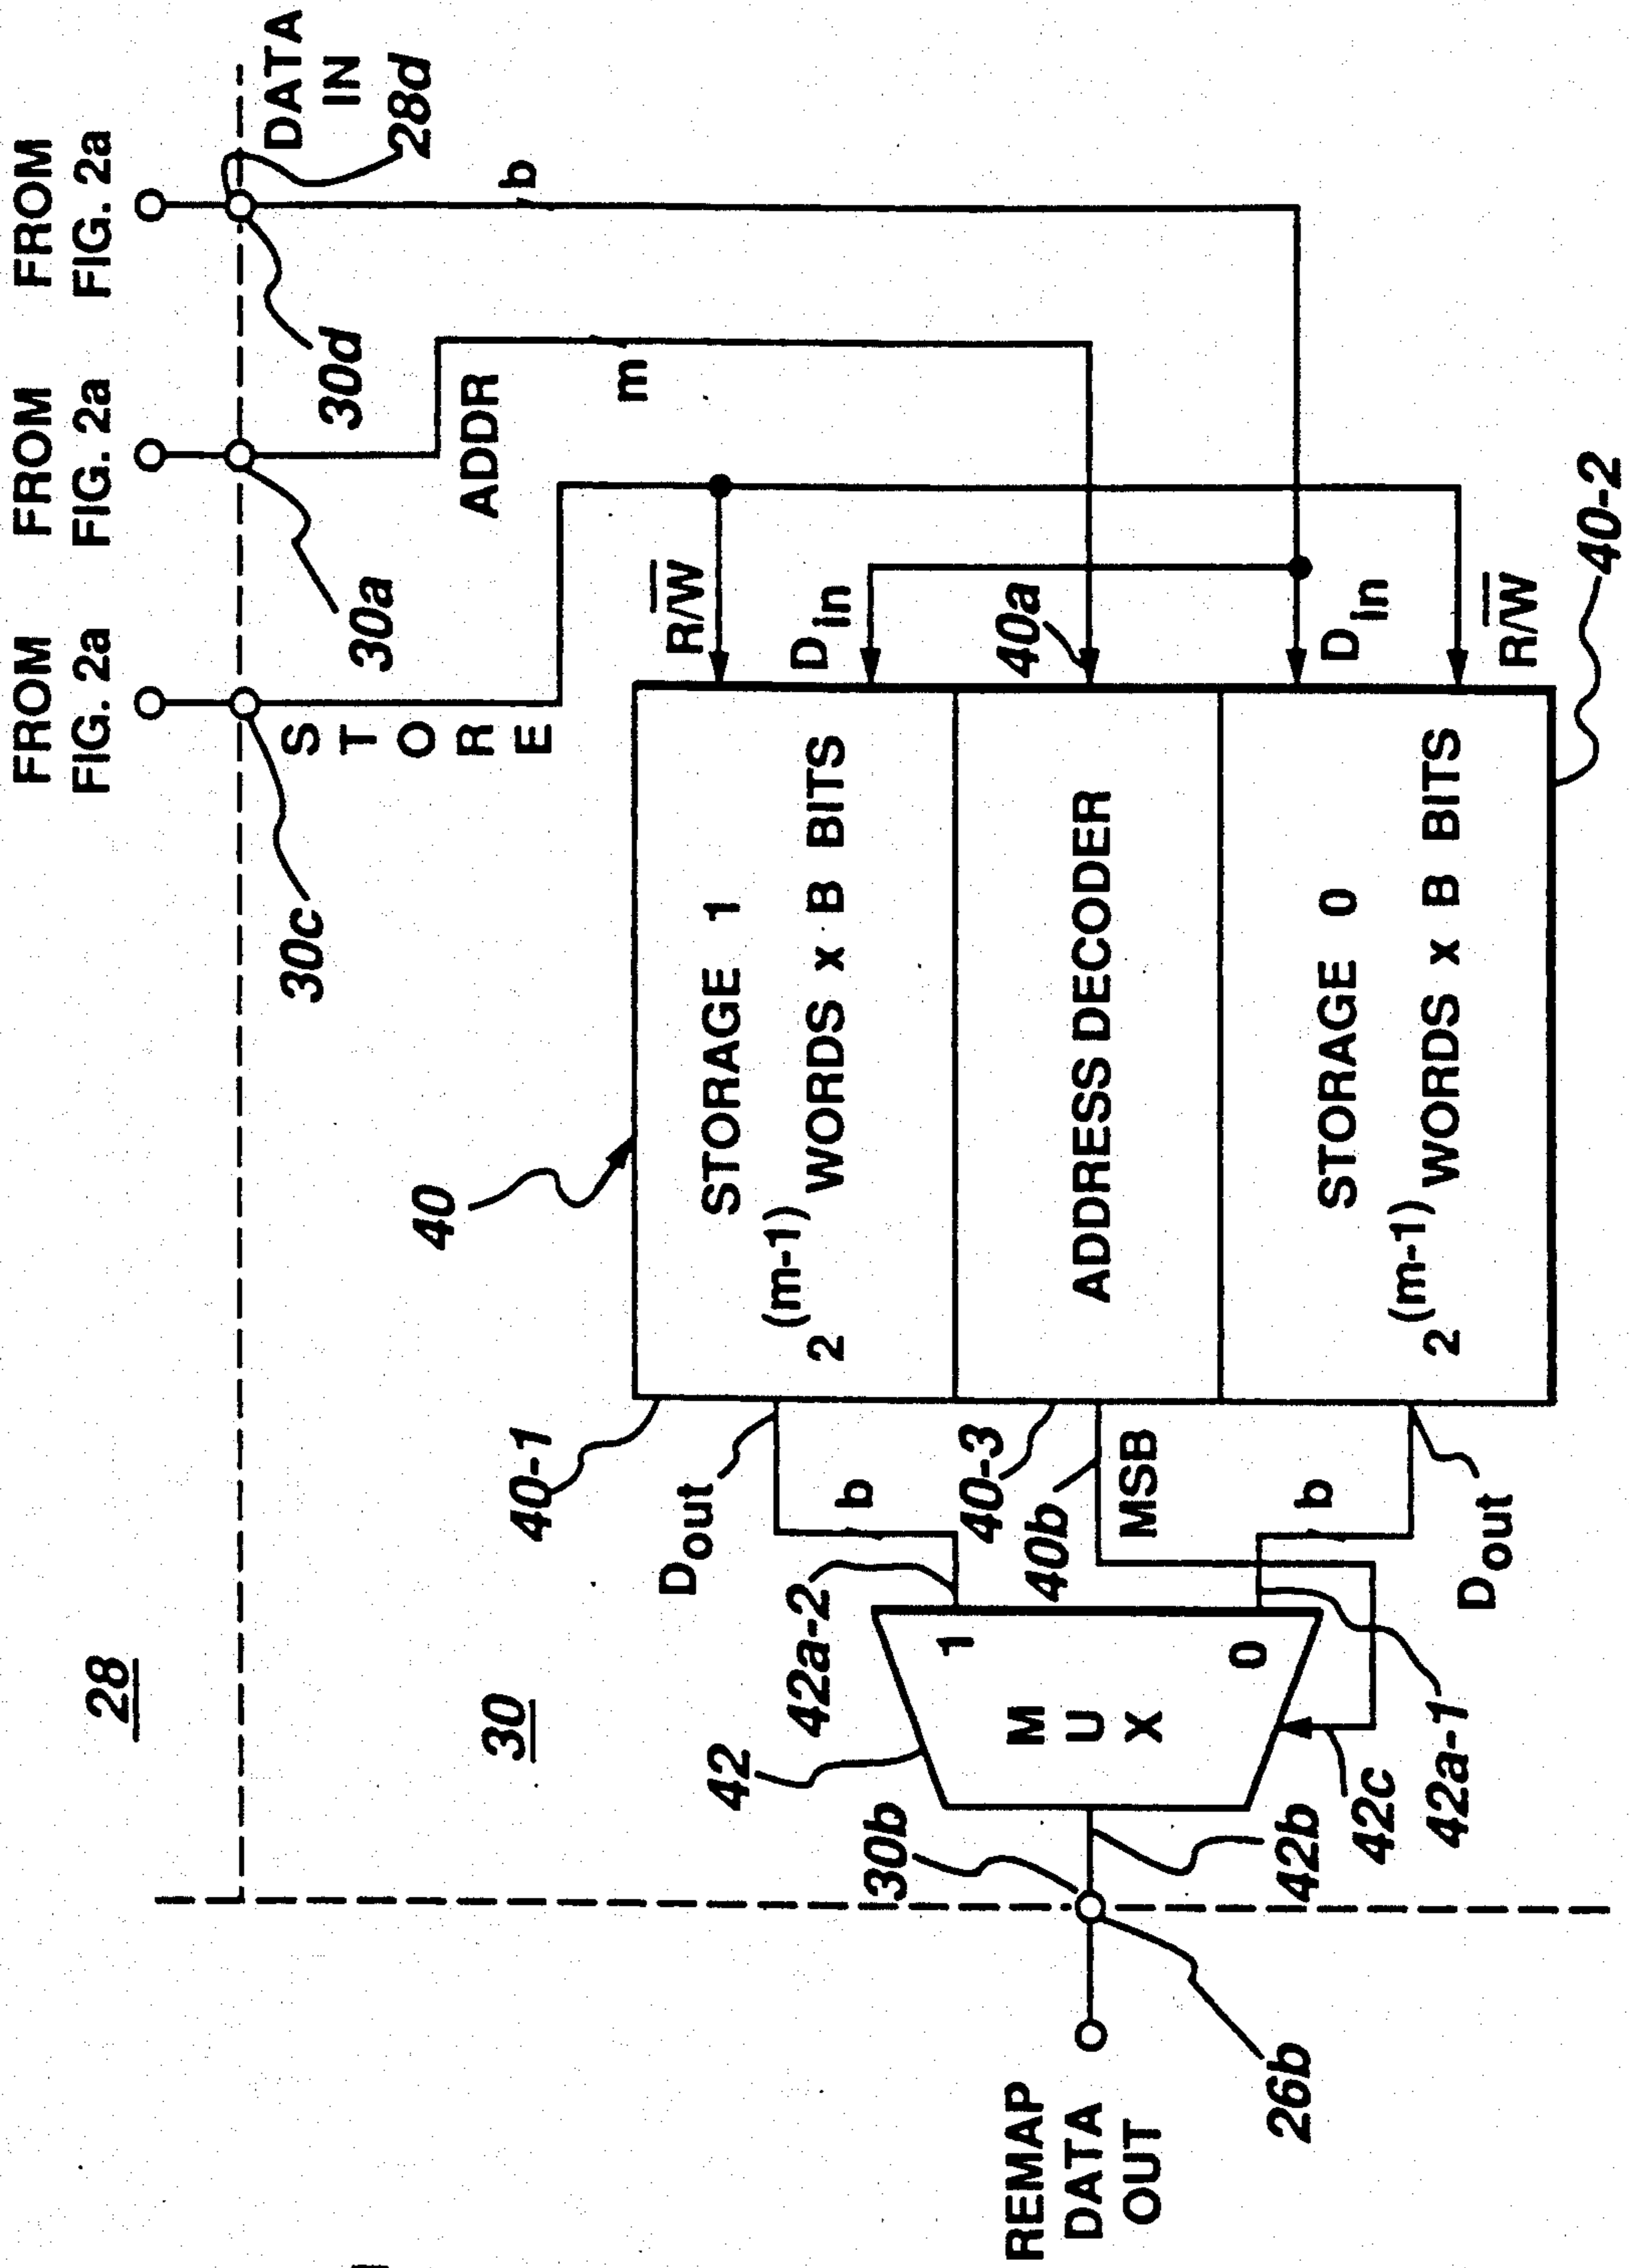 FROM
FIG. 2a
FROM
FIG. 2a
FROM
FIG. 2a
28
30c
30a
30d
DATA
IN
28d
STORE
ADDR
m
b
30
40
R/W
Din
40a
Din
R/W
40-1
STORAGE 1
2(m-1) WORDS x B BITS
ADDRESS DECODER
STORAGE 0
2(m-1) WORDS x B BITS
40-2
Dout
b
40-3
40b
MSB
b
Dout
42
42a-2
1
MUX
0
42a-1
42c
42b
30b
26b
REMAP
DATA
OUT